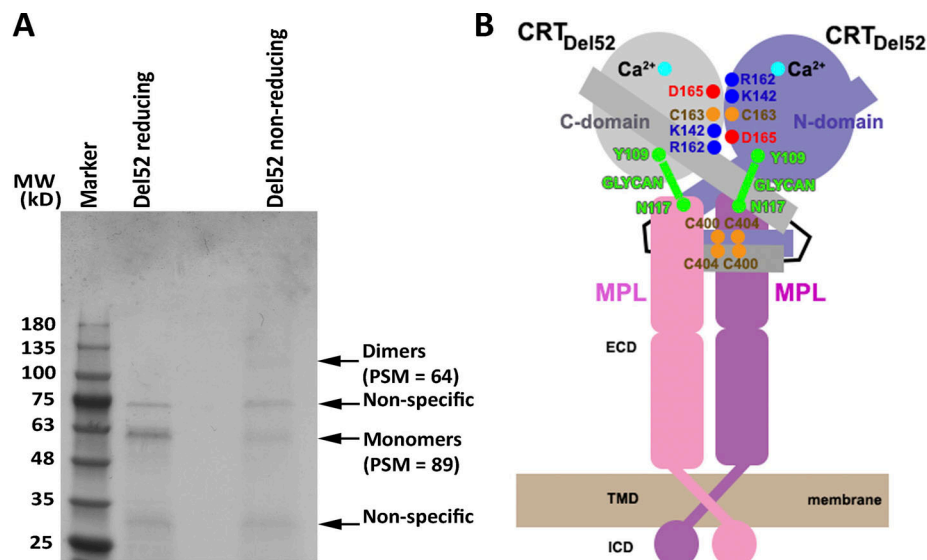 A
MW
(kD)
Marker
Del52 reducing
Del52 non-reducing
180
135
100
75
63
48
35
25
Dimers
(PSM = 64)
Non-specific
Monomers
(PSM = 89)
Non-specific
B
CRTDel52
CRTDel52
Ca2+
Ca2+
R162
D165
K142
C163
C163
C-domain
N-domain
K142
D165
R162
Y109
Y109
GLYCAN
GLYCAN
N117
N117
C400 C404
C404 C400
MPL
MPL
ECD
TMD
membrane
ICD